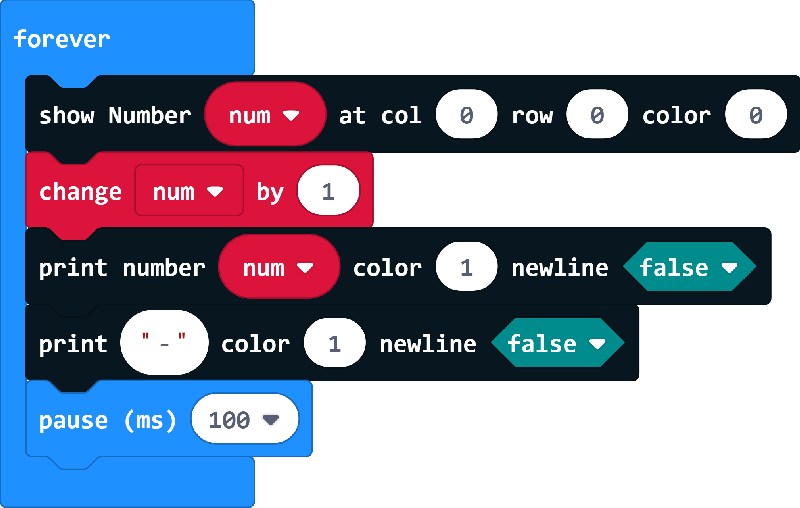 forever
show Number num at col 0 row 0 color 0
change num by 1
print number num color 1 newline false
print "-" color 1 newline false
pause (ms) 100